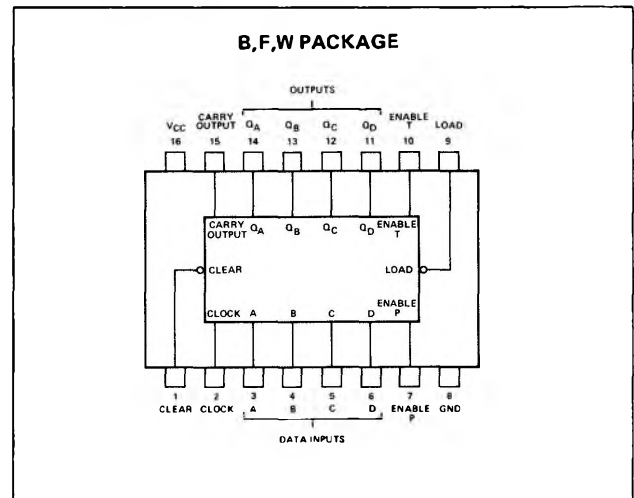 B,F,W PACKAGE
OUTPUTS
VCC CARRY OUTPUT QA QB QC QD ENABLE T LOAD
16 15 14 13 12 11 10 9
CARRY OUTPUT QA QB QC QD ENABLE T
CLEAR LOAD
CLOCK A B C D ENABLE P
1 2 3 4 5 6 7 8
CLEAR CLOCK A B C D ENABLE P GND
DATA INPUTS